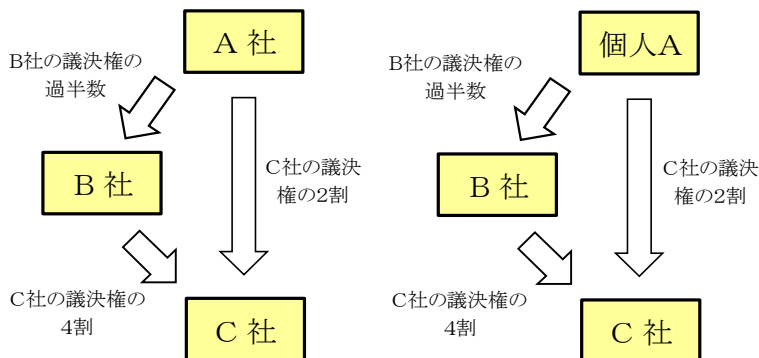 A 社
B社の議決権の
過半数
B 社
C社の議決
権の2割
C社の議決権の
4割
C 社
個人A
B社の議決権の
過半数
B 社
C社の議決
権の2割
C社の議決権の
4割
C 社